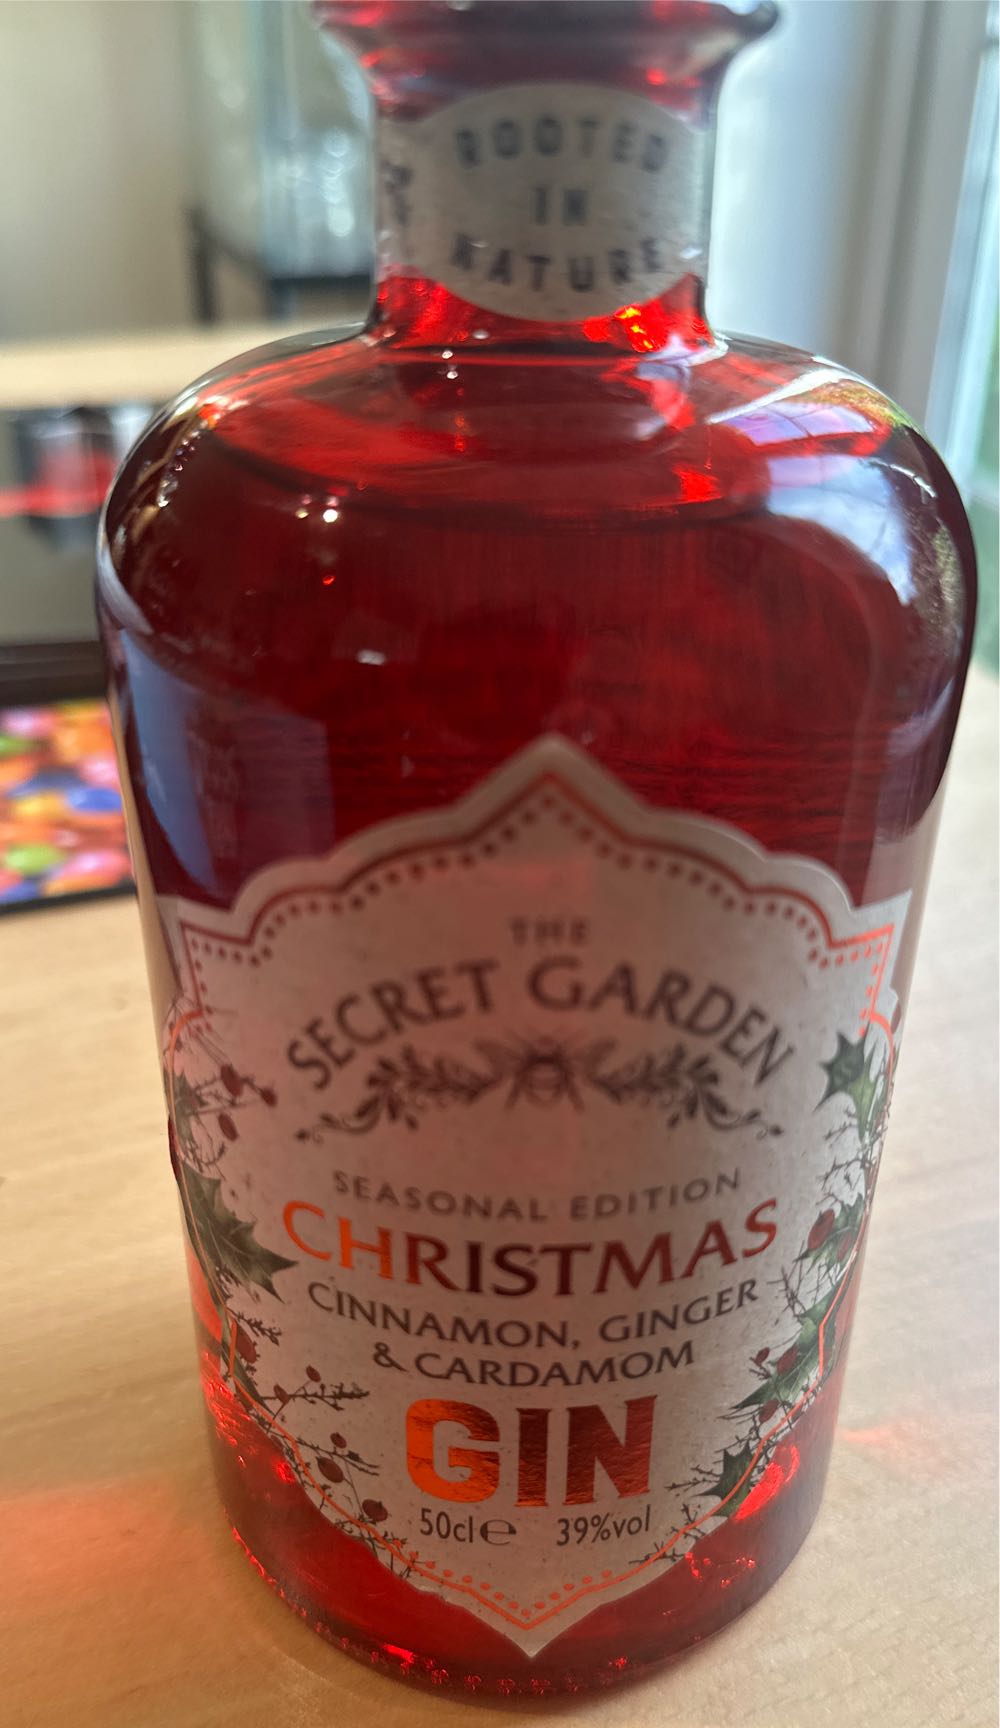 ROOTED
IN
NATURE
THE
SECRET GARDEN
SEASONAL EDITION
CHRISTMAS
CINNAMON, GINGER
& CARDAMOM
GIN
50cl e 39%vol